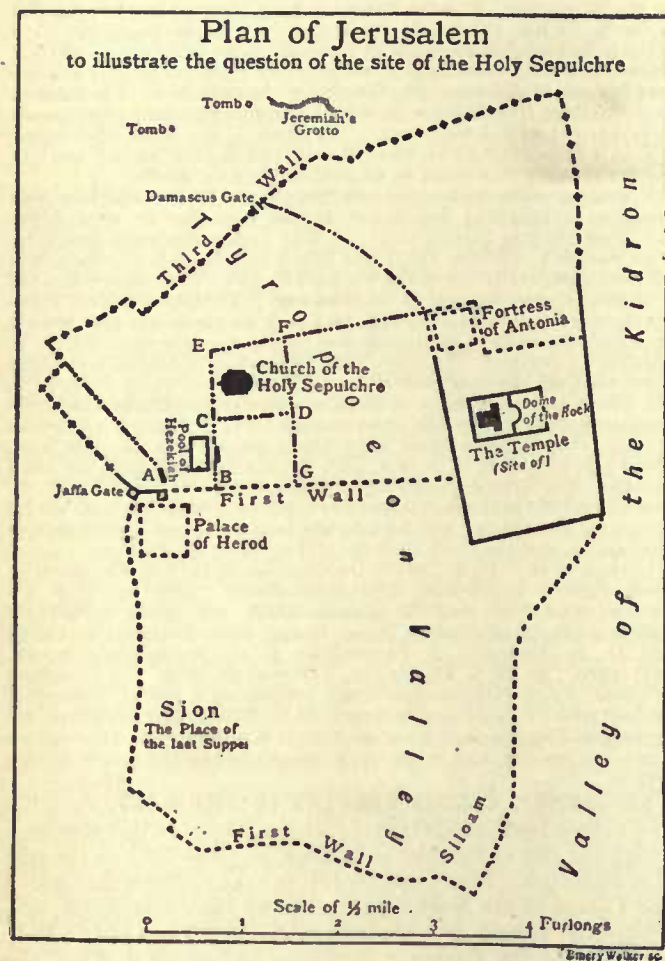 Plan of Jerusalem
to illustrate the question of the site of the Holy Sepulchre
Tomb
Tomb
Jeremiah's
Grotto
Damascus Gate
Third Wall
Tyropoeon Valley
Fortress
of Antonia
E
F
Church of the
Holy Sepulchre
C
D
Pool of
Hezekiah
Dome
of the Rock
The Temple
(Site of)
A
B
G
Jaffa Gate
First Wall
Palace
of Herod
Valley of the Kidron
Sion
The Place of
the last Supper
First Wall
Siloam
Scale of ½ mile
0 1 2 3 4 Furlongs
Emery Walker sc.